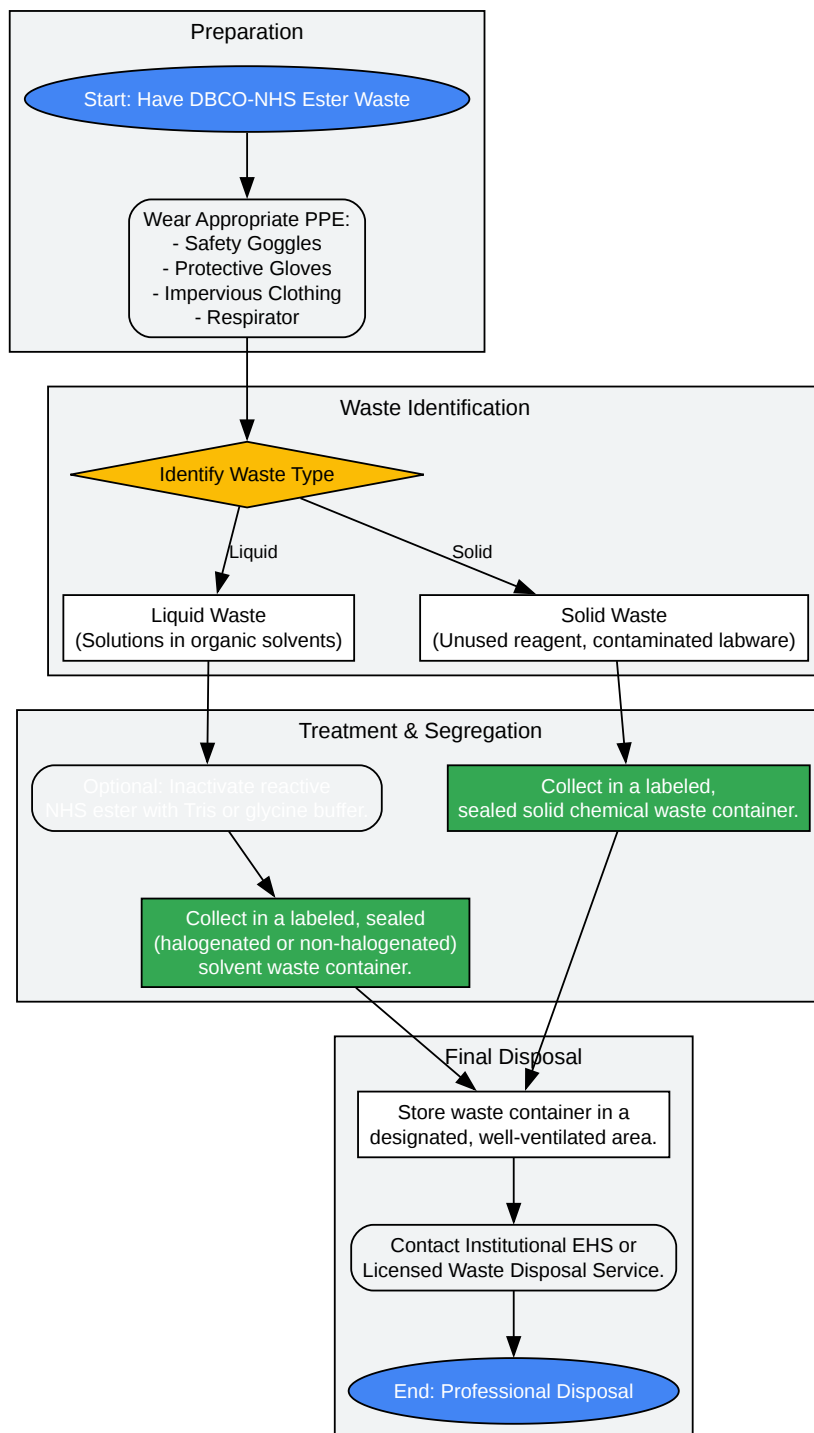 Preparation
Start: Have DBCO-NHS Ester Waste
Wear Appropriate PPE:
- Safety Goggles
- Protective Gloves
- Impervious Clothing
- Respirator
Waste Identification
Identify Waste Type
Liquid
Solid
Liquid Waste
(Solutions in organic solvents)
Solid Waste
(Unused reagent, contaminated labware)
Treatment & Segregation
Optional: Inactivate reactive
NHS ester with Tris or glycine buffer.
Collect in a labeled,
sealed solid chemical waste container.
Collect in a labeled, sealed
(halogenated or non-halogenated)
solvent waste container.
Final Disposal
Store waste container in a
designated, well-ventilated area.
Contact Institutional EHS or
Licensed Waste Disposal Service.
End: Professional Disposal